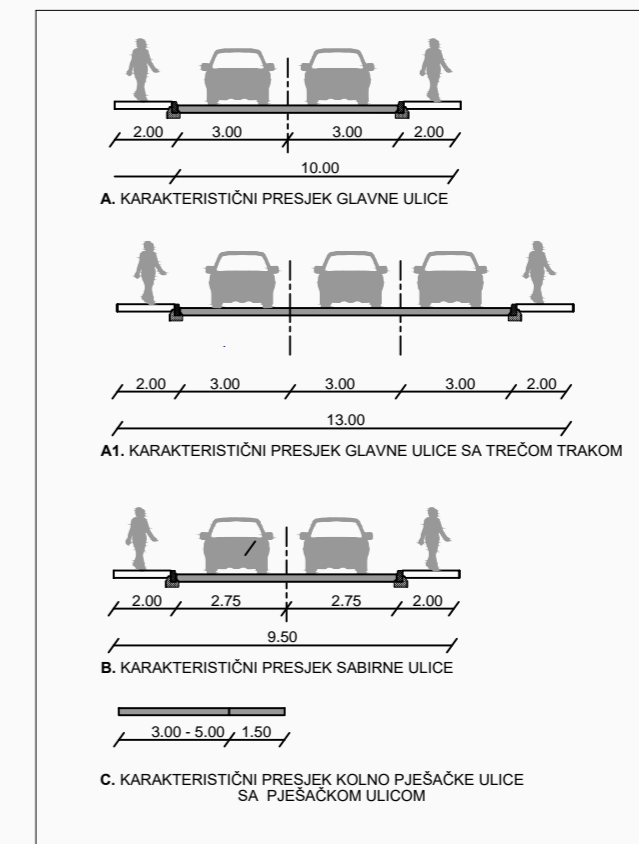 2.00 3.00 3.00 2.00
10.00
A. KARAKTERISTIČNI PRESJEK GLAVNE ULICE
2.00 3.00 3.00 3.00 2.00
13.00
A1. KARAKTERISTIČNI PRESJEK GLAVNE ULICE SA TREČOM TRAKOM
2.00 2.75 2.75 2.00
9.50
B. KARAKTERISTIČNI PRESJEK SABIRNE ULICE
3.00 - 5.00 1.50
C. KARAKTERISTIČNI PRESJEK KOLNO PJEŠAČKE ULICE
SA PJEŠAČKOM ULICOM